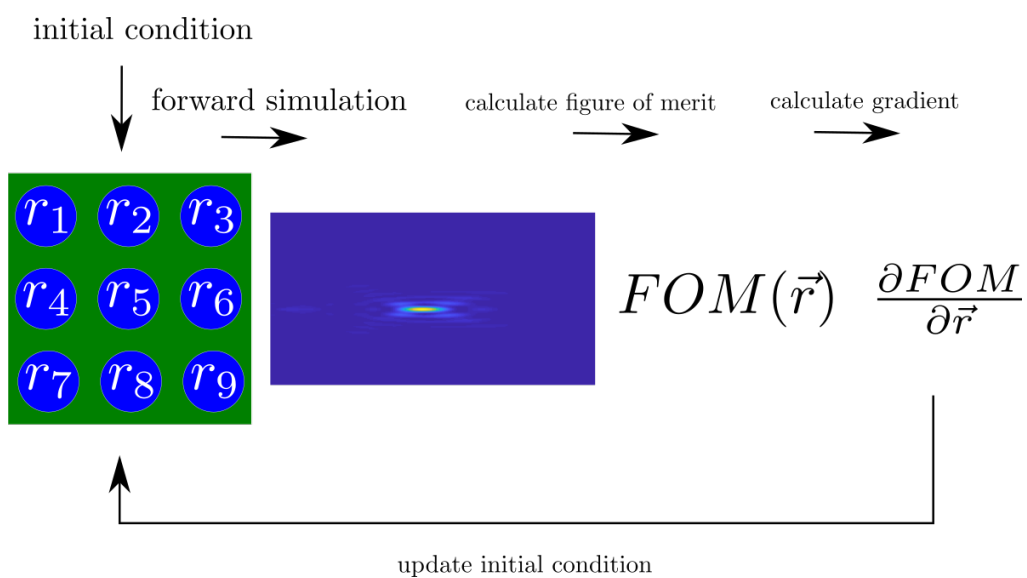 initial condition
forward simulation
calculate figure of merit
calculate gradient
r₁ r₂ r₃
r₄ r₅ r₆
r₇ r₈ r₉
FOM(r⃗)
∂FOM
∂r⃗
update initial condition